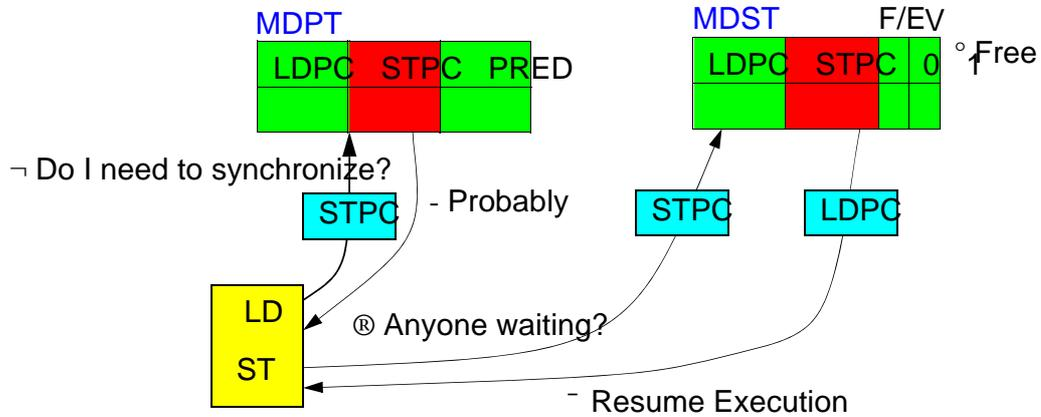 MDPT
MDST F/EV
LDPC STPC PRED
LDPC STPC 0 1
° Free
¬ Do I need to synchronize?
STPC
- Probably
STPC
LDPC
LD
® Anyone waiting?
ST
¯ Resume Execution